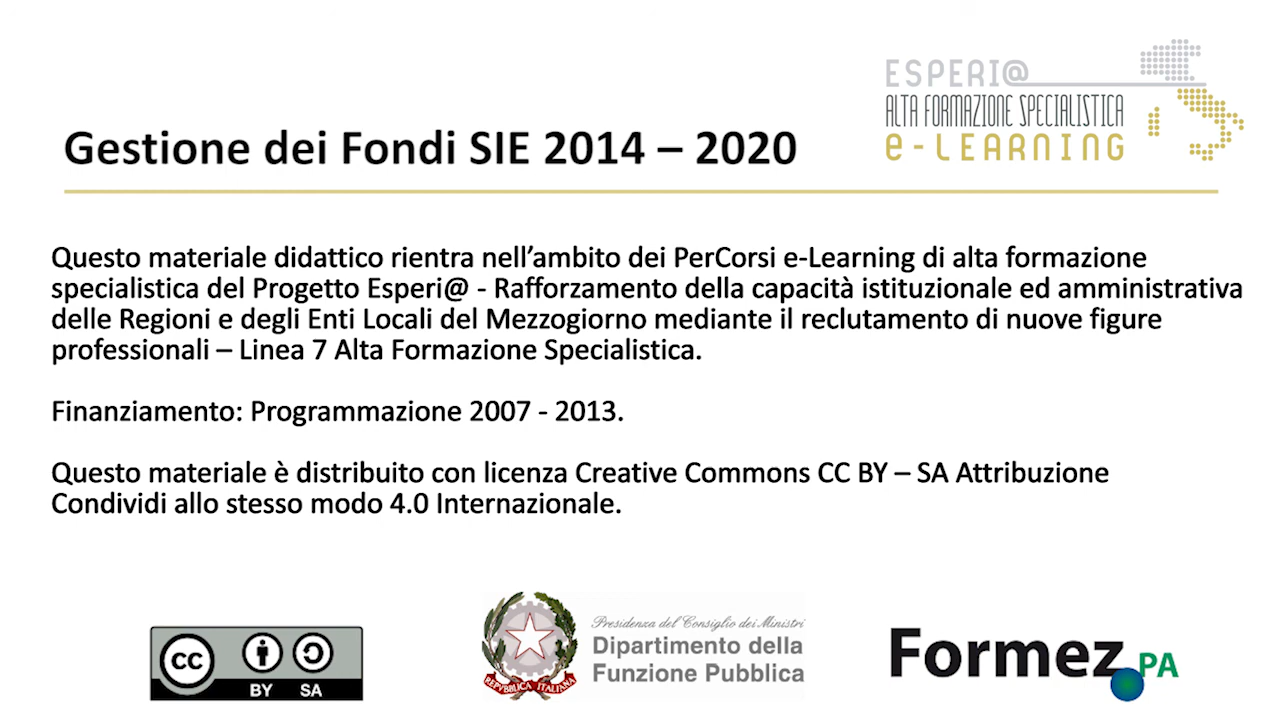 ESPERI@
ALTA FORMAZIONE SPECIALISTICA
e-LEARNING
Gestione dei Fondi SIE 2014 – 2020
Questo materiale didattico rientra nell’ambito dei PerCorsi e-Learning di alta formazione
specialistica del Progetto Esperi@ - Rafforzamento della capacità istituzionale ed amministrativa
delle Regioni e degli Enti Locali del Mezzogiorno mediante il reclutamento di nuove figure
professionali – Linea 7 Alta Formazione Specialistica.
Finanziamento: Programmazione 2007 - 2013.
Questo materiale è distribuito con licenza Creative Commons CC BY – SA Attribuzione
Condividi allo stesso modo 4.0 Internazionale.
cc
BY SA
REPVBBLICA ITALIANA
Presidenza del Consiglio dei Ministri
Dipartimento della
Funzione Pubblica
Formez PA